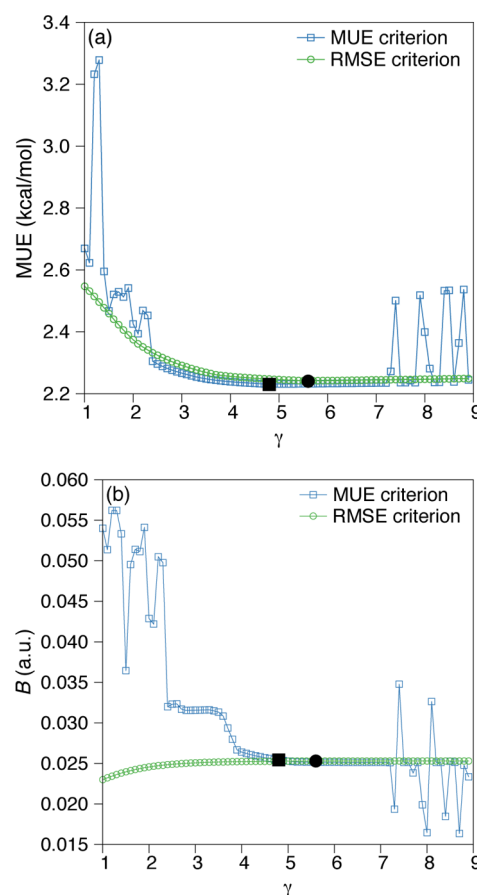 (a)
MUE criterion
RMSE criterion
3.4
3.2
3.0
2.8
2.6
2.4
2.2
MUE (kcal/mol)
1 2 3 4 5 6 7 8 9
γ
(b)
MUE criterion
RMSE criterion
0.060
0.055
0.050
0.045
0.040
0.035
0.030
0.025
0.020
0.015
B (a.u.)
1 2 3 4 5 6 7 8 9
γ